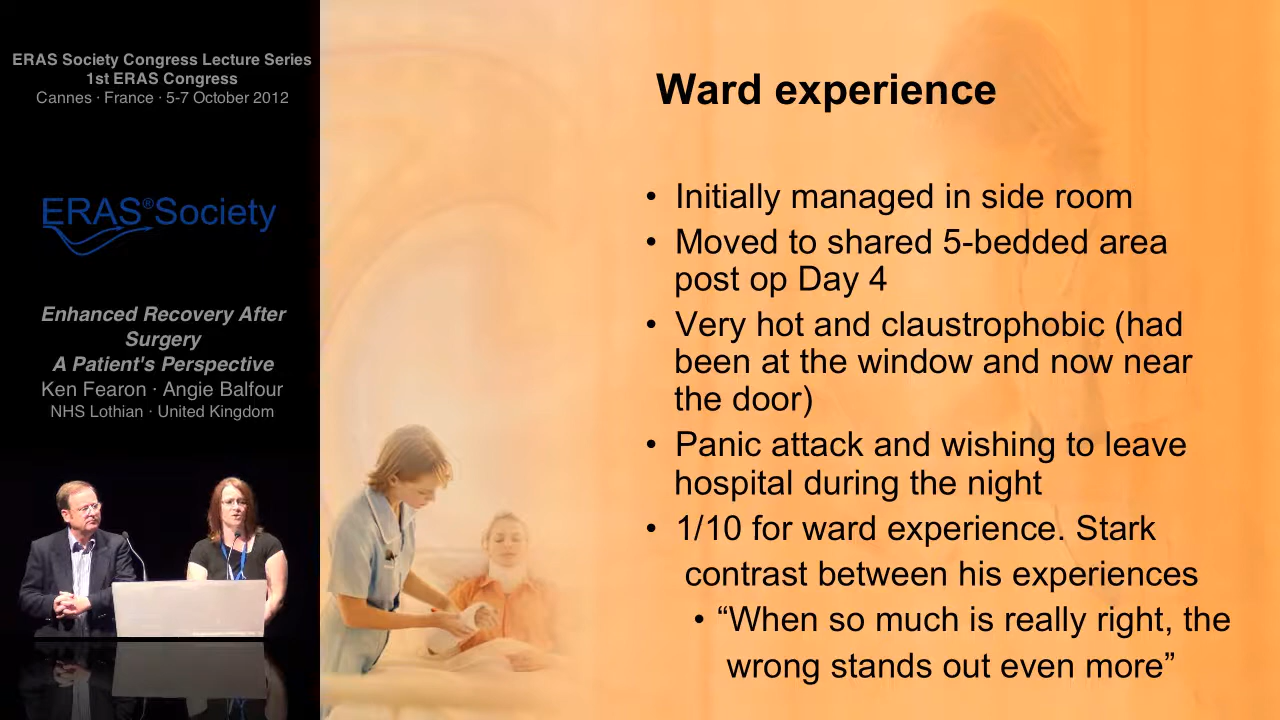 ERAS Society Congress Lecture Series
1st ERAS Congress
Cannes · France · 5-7 October 2012
ERAS®Society
Enhanced Recovery After
Surgery
A Patient's Perspective
Ken Fearon · Angie Balfour
NHS Lothian · United Kingdom
Ward experience
• Initially managed in side room
• Moved to shared 5-bedded area
post op Day 4
• Very hot and claustrophobic (had
been at the window and now near
the door)
• Panic attack and wishing to leave
hospital during the night
• 1/10 for ward experience. Stark
contrast between his experiences
• “When so much is really right, the
wrong stands out even more”